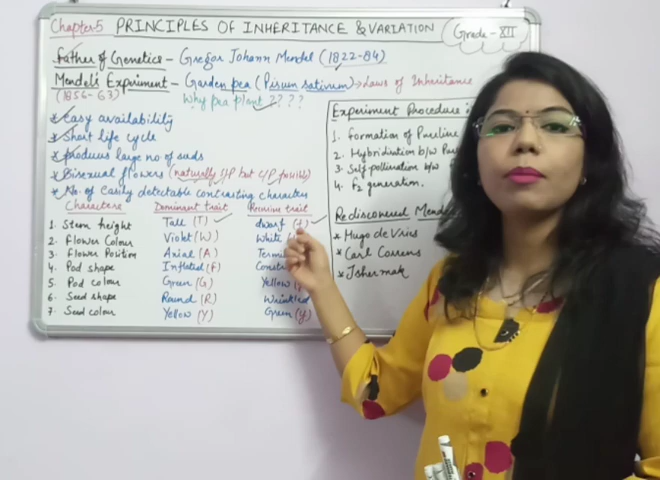 Chapter:5 PRINCIPLES OF INHERITANCE & VARIATION
Grade-XII
Father of Genetics - Gregor Johann Mendel (1822-84)
Mendel's Experiment - Garden pea (Pisum sativum) → Laws of Inheritance
(1856-63)
Why pea plant ????
* Easy availability
* Short life cycle
* produces large no of seeds
* Bisexual flowers (naturally S/P but C/P possible)
* No. of easily detectable contrasting characters
Characters Dominant trait Recessive trait
1. Stem height Tall (T) dwarf (t)
2. Flower Colour Violet (W) White
3. Flower Position Axial (A)
4. Pod shape Inflated (F)
5. Pod colour Green (G) Yellow
6. Seed shape Round (R) Wrinkled
7. Seed colour Yellow (Y) Green (y)
Experiment Procedure :
1. Formation of Pureline
2. Hybridization b/w
3. Self-pollination b/w
4. F2 generation.
Rediscovered
* Hugo de Vries
* Carl Correns
* Tshermak